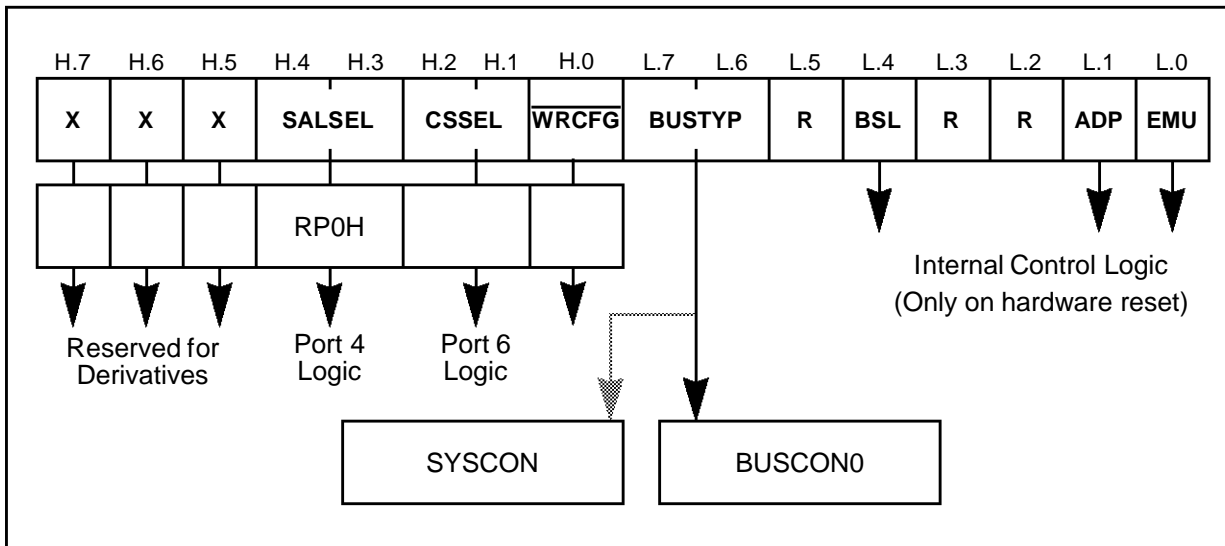 H.7 H.6 H.5 H.4 H.3 H.2 H.1 H.0 L.7 L.6 L.5 L.4 L.3 L.2 L.1 L.0
X X X SALSEL CSSEL WRCFG BUSTYP R BSL R R ADP EMU
RP0H
Internal Control Logic
(Only on hardware reset)
Reserved for
Derivatives
Port 4
Logic
Port 6
Logic
SYSCON
BUSCON0